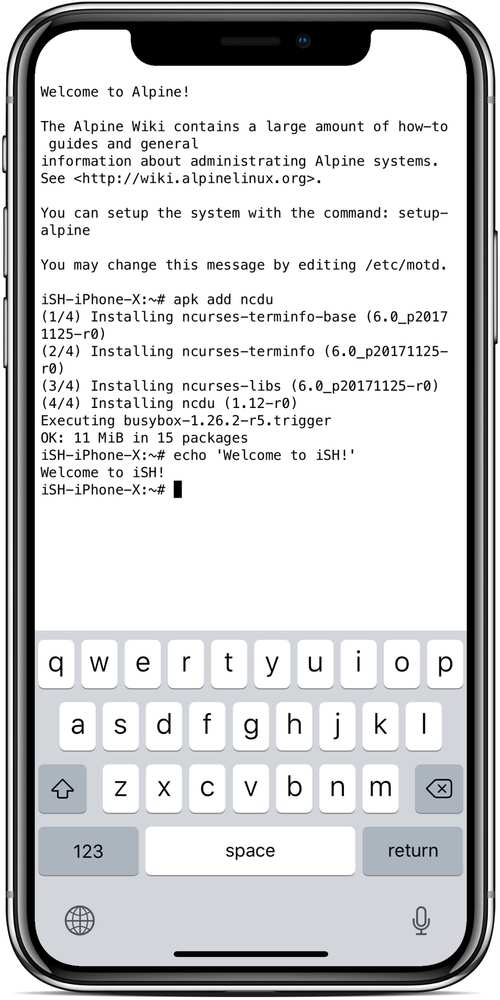 Welcome to Alpine!
The Alpine Wiki contains a large amount of how-to
guides and general
information about administrating Alpine systems.
See <http://wiki.alpinelinux.org>.
You can setup the system with the command: setup-
alpine
You may change this message by editing /etc/motd.
iSH-iPhone-X:~# apk add ncdu
(1/4) Installing ncurses-terminfo-base (6.0_p2017
1125-r0)
(2/4) Installing ncurses-terminfo (6.0_p20171125-
r0)
(3/4) Installing ncurses-libs (6.0_p20171125-r0)
(4/4) Installing ncdu (1.12-r0)
Executing busybox-1.26.2-r5.trigger
OK: 11 MiB in 15 packages
iSH-iPhone-X:~# echo 'Welcome to iSH!'
Welcome to iSH!
iSH-iPhone-X:~#
q w e r t y u i o p
a s d f g h j k l
z x c v b n m
123 space return